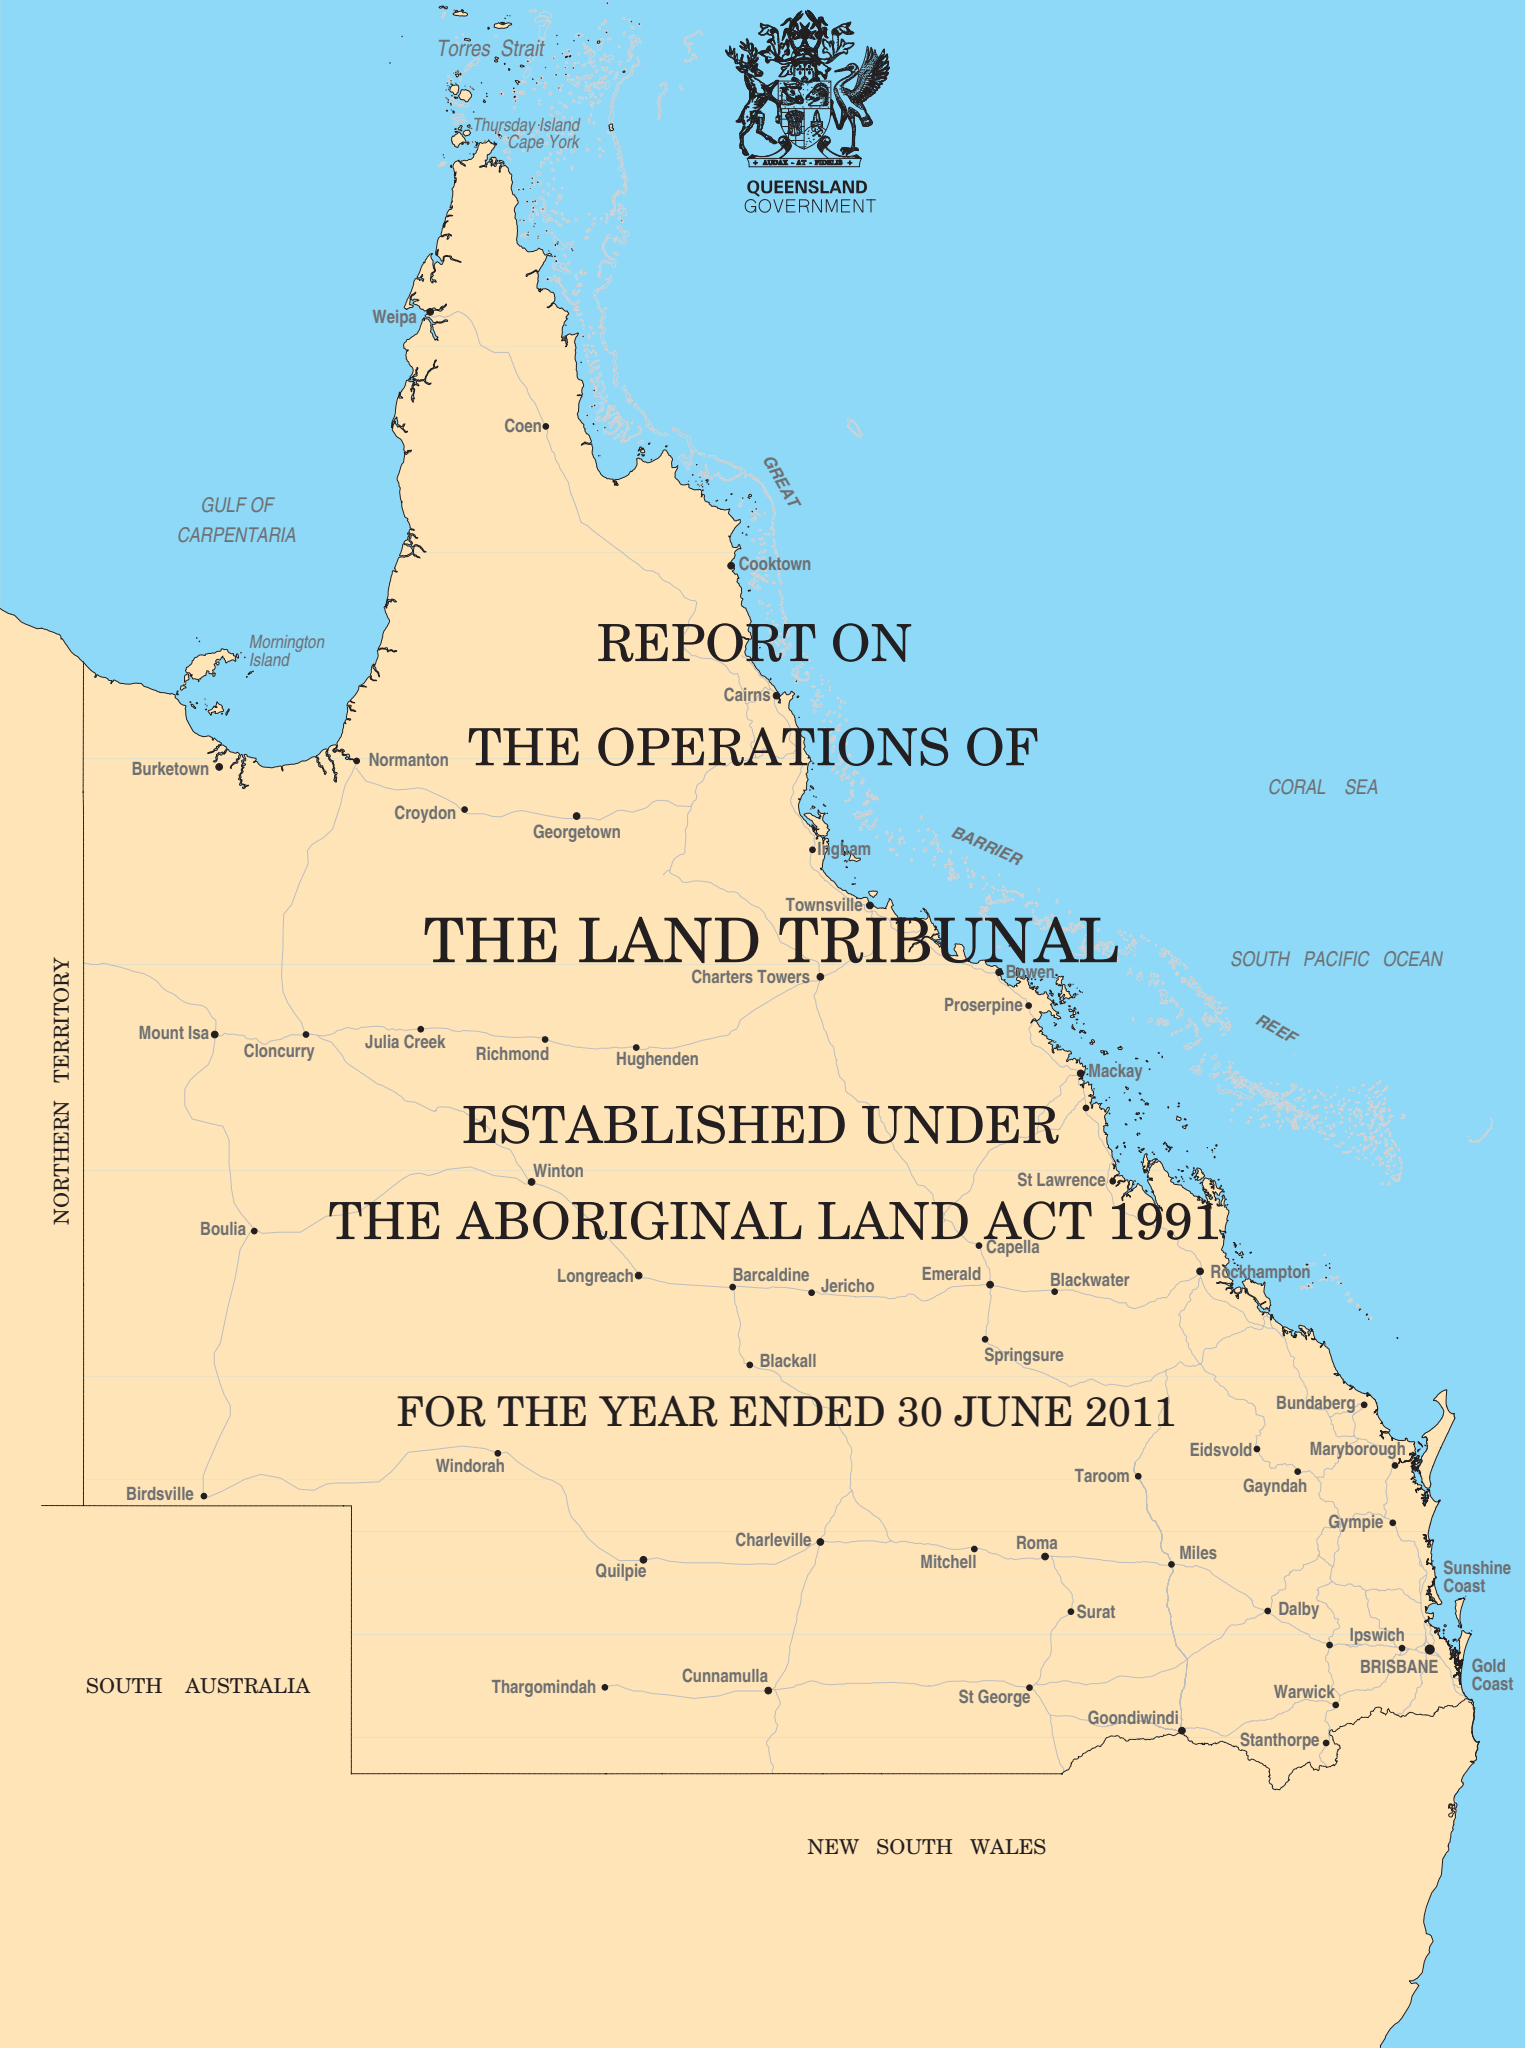 Torres Strait
Thursday Island
Cape York
+ AUDAX - AT - FIDELIS +
QUEENSLAND
GOVERNMENT
Weipa
Coen
GREAT
GULF OF
CARPENTARIA
Cooktown
Mornington
Island
REPORT ON
Cairns
THE OPERATIONS OF
Normanton
Burketown
CORAL SEA
Croydon
Georgetown
BARRIER
Ingham
Townsville
THE LAND TRIBUNAL
SOUTH PACIFIC OCEAN
Charters Towers
Bowen
Proserpine
NORTHERN TERRITORY
REEF
Mount Isa
Cloncurry
Julia Creek
Richmond
Hughenden
Mackay
ESTABLISHED UNDER
Winton
St Lawrence
THE ABORIGINAL LAND ACT 1991
Boulia
Capella
Longreach
Barcaldine
Jericho
Emerald
Blackwater
Rockhampton
Blackall
Springsure
FOR THE YEAR ENDED 30 JUNE 2011
Bundaberg
Eidsvold
Maryborough
Windorah
Taroom
Gayndah
Birdsville
Gympie
Charleville
Mitchell
Roma
Miles
Quilpie
Sunshine
Coast
Surat
Dalby
Ipswich
BRISBANE
Gold
Coast
SOUTH AUSTRALIA
Thargomindah
Cunnamulla
St George
Warwick
Goondiwindi
Stanthorpe
NEW SOUTH WALES